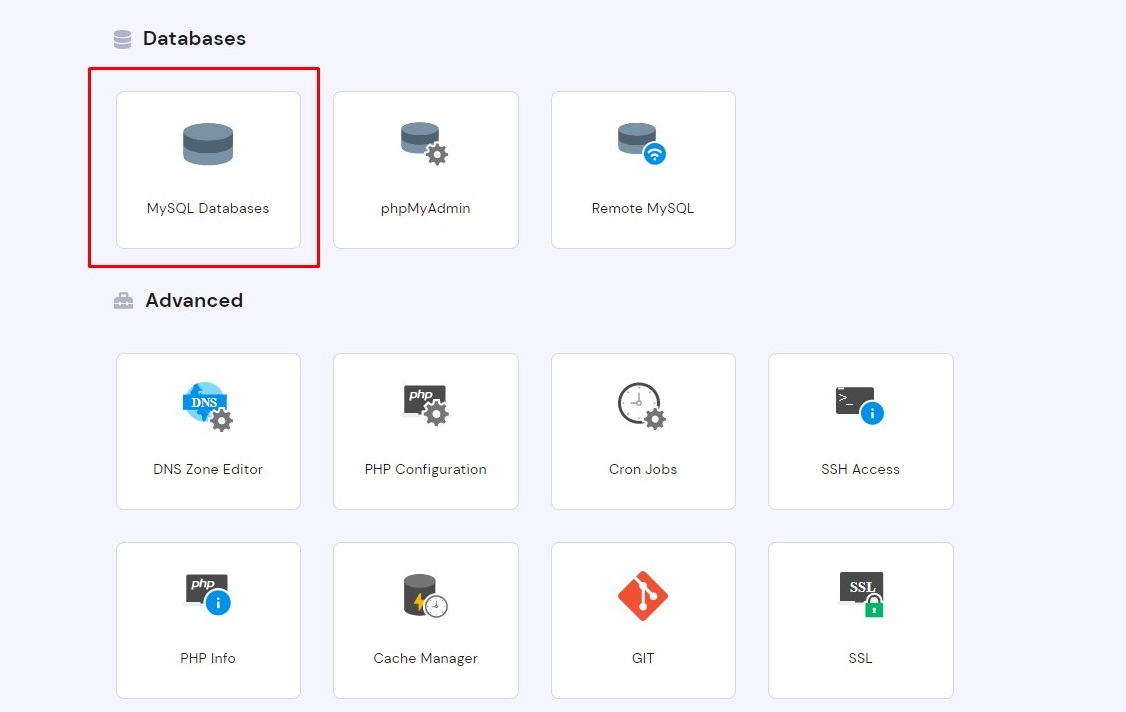 Databases
MySQL Databases
phpMyAdmin
Remote MySQL
Advanced
DNS
php
>_
i
DNS Zone Editor
PHP Configuration
Cron Jobs
SSH Access
php
i
SSL
PHP Info
Cache Manager
GIT
SSL